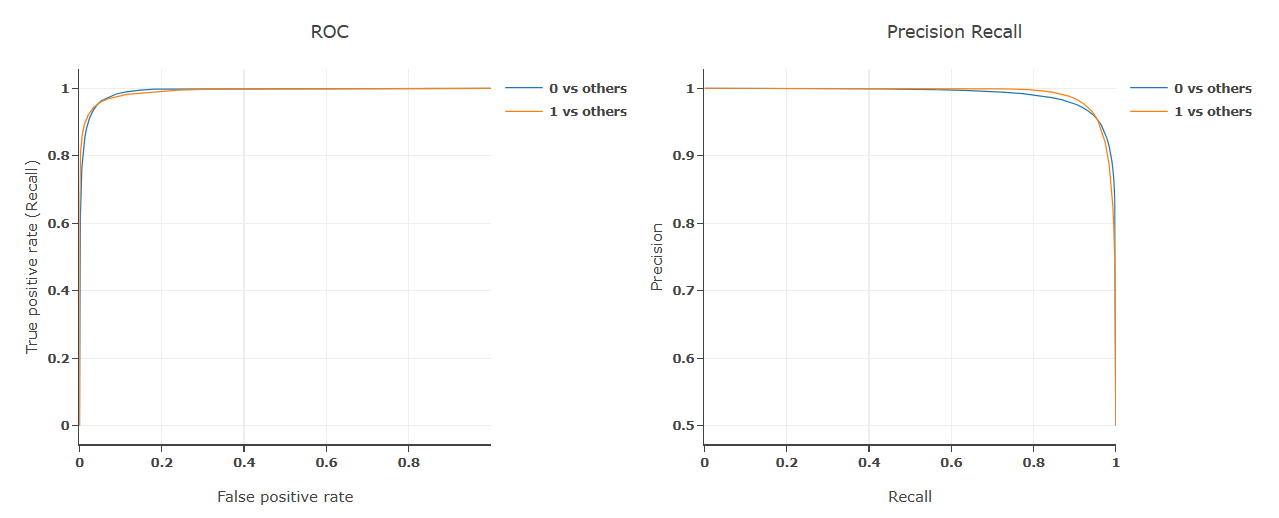 ROC
1
0.8
0.6
0.4
0.2
0
True positive rate (Recall)
0 0.2 0.4 0.6 0.8
False positive rate
0 vs others
1 vs others
Precision Recall
1
0.9
0.8
0.7
0.6
0.5
Precision
0 0.2 0.4 0.6 0.8 1
Recall
0 vs others
1 vs others